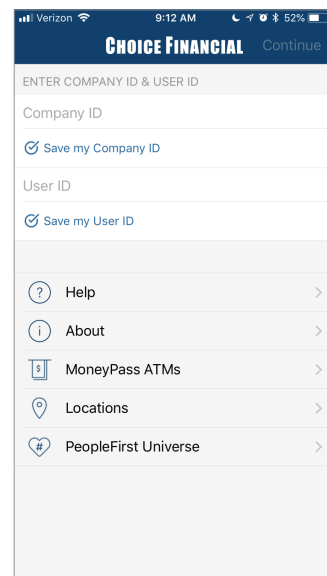 Verizon 9:12 AM 52%
CHOICE FINANCIAL Continue
ENTER COMPANY ID & USER ID
Company ID
Save my Company ID
User ID
Save my User ID
? Help
i About
$ MoneyPass ATMs
Locations
# PeopleFirst Universe